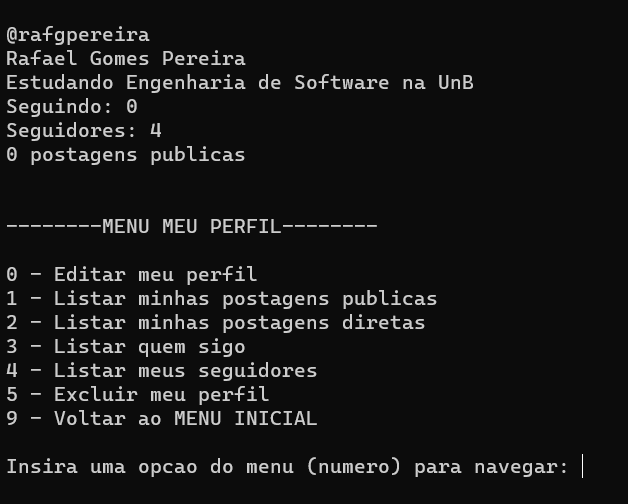 @rafgpereira
Rafael Gomes Pereira
Estudando Engenharia de Software na UnB
Seguindo: 0
Seguidores: 4
0 postagens publicas
--------MENU MEU PERFIL--------
0 - Editar meu perfil
1 - Listar minhas postagens publicas
2 - Listar minhas postagens diretas
3 - Listar quem sigo
4 - Listar meus seguidores
5 - Excluir meu perfil
9 - Voltar ao MENU INICIAL
Insira uma opcao do menu (numero) para navegar: